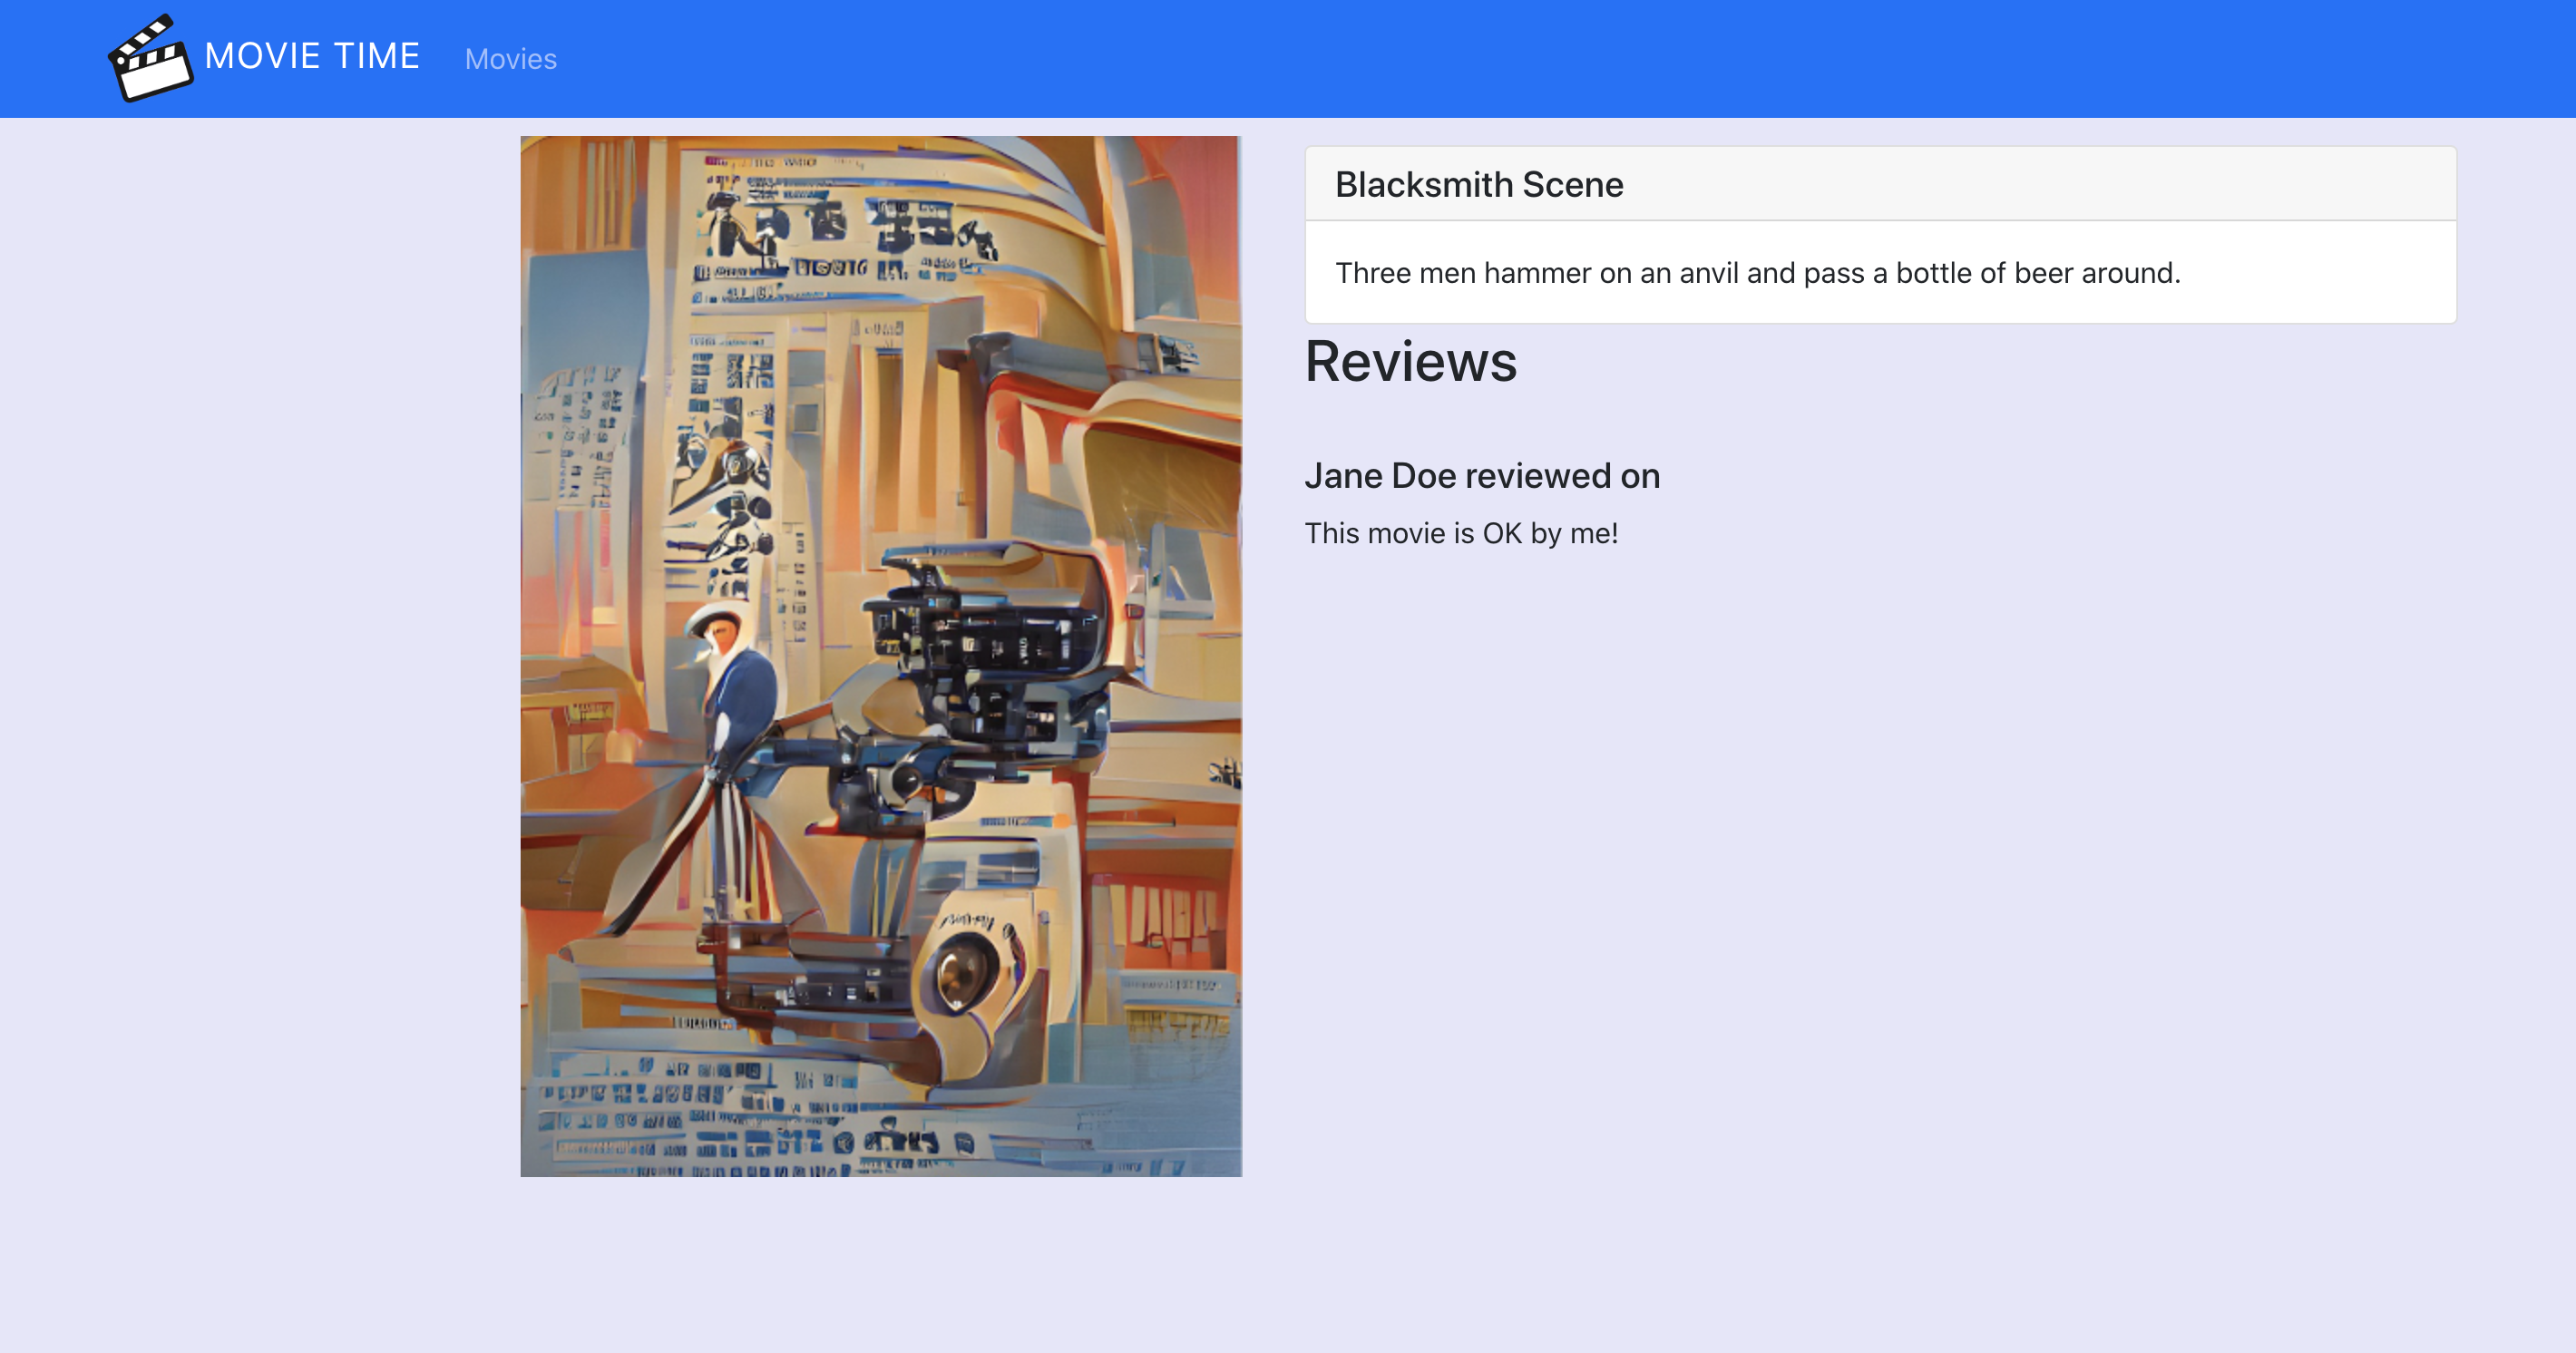 MOVIE TIME
Movies
Blacksmith Scene
Three men hammer on an anvil and pass a bottle of beer around.
Reviews
Jane Doe reviewed on
This movie is OK by me!